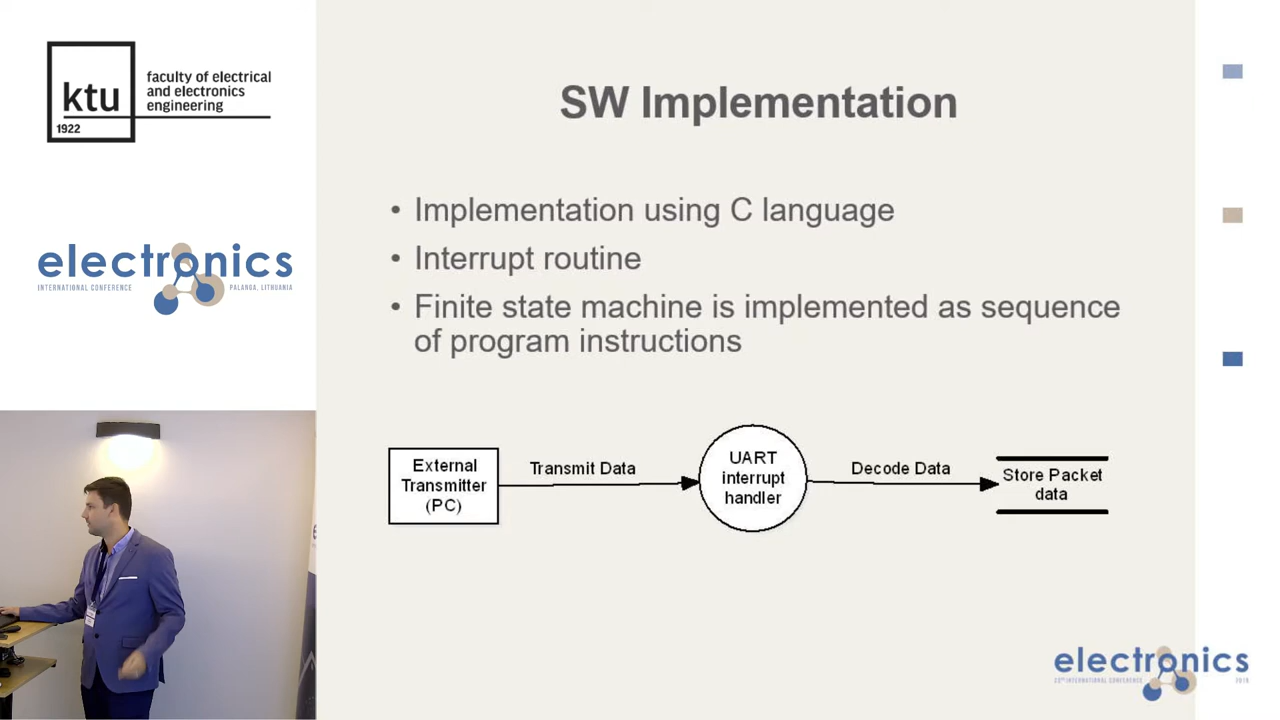 ktu
1922
faculty of electrical
and electronics
engineering
electronics
INTERNATIONAL CONFERENCE
PALANGA, LITHUANIA
SW Implementation
• Implementation using C language
• Interrupt routine
• Finite state machine is implemented as sequence
of program instructions
External
Transmitter
(PC)
Transmit Data
UART
interrupt
handler
Decode Data
Store Packet
data
electronics
INTERNATIONAL CONFERENCE